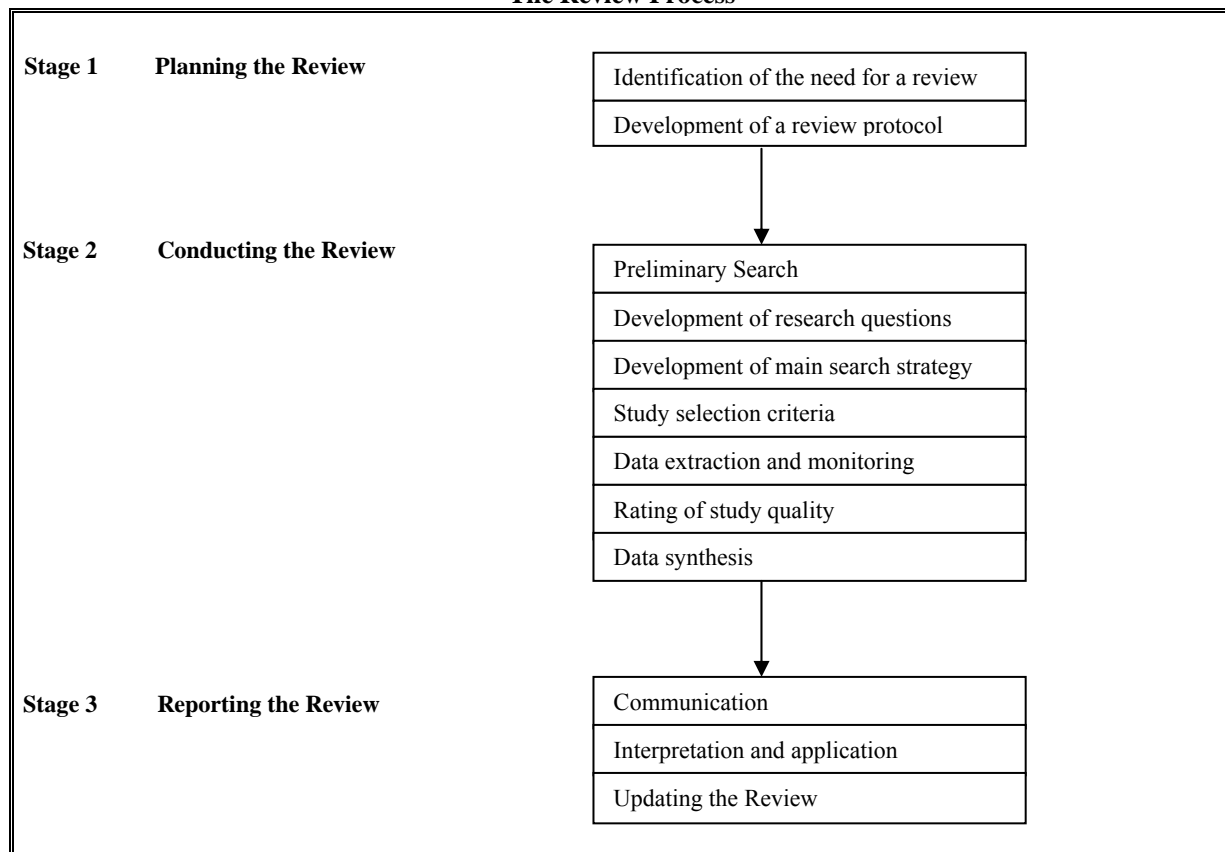 The Review Process
Stage 1 Planning the Review
Identification of the need for a review
Development of a review protocol
Stage 2 Conducting the Review
Preliminary Search
Development of research questions
Development of main search strategy
Study selection criteria
Data extraction and monitoring
Rating of study quality
Data synthesis
Stage 3 Reporting the Review
Communication
Interpretation and application
Updating the Review